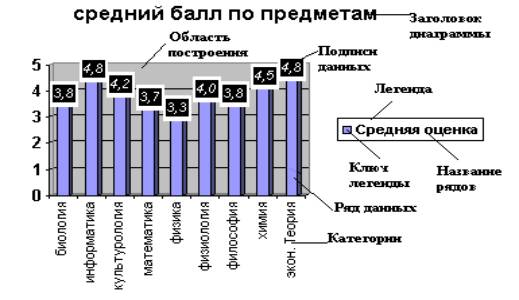 средний балл по предметам
Заголовок
диаграммы
Область
построения
Подписи
данных
5
4
3
2
1
0
3,8
4,8
4,2
3,7
3,3
4,0
3,8
4,5
4,8
Легенда
Средняя оценка
Ключ
легенды
Название
рядов
Ряд данных
Категории
биология
информатика
культурология
математика
физика
физиология
философия
химия
экон. Теория